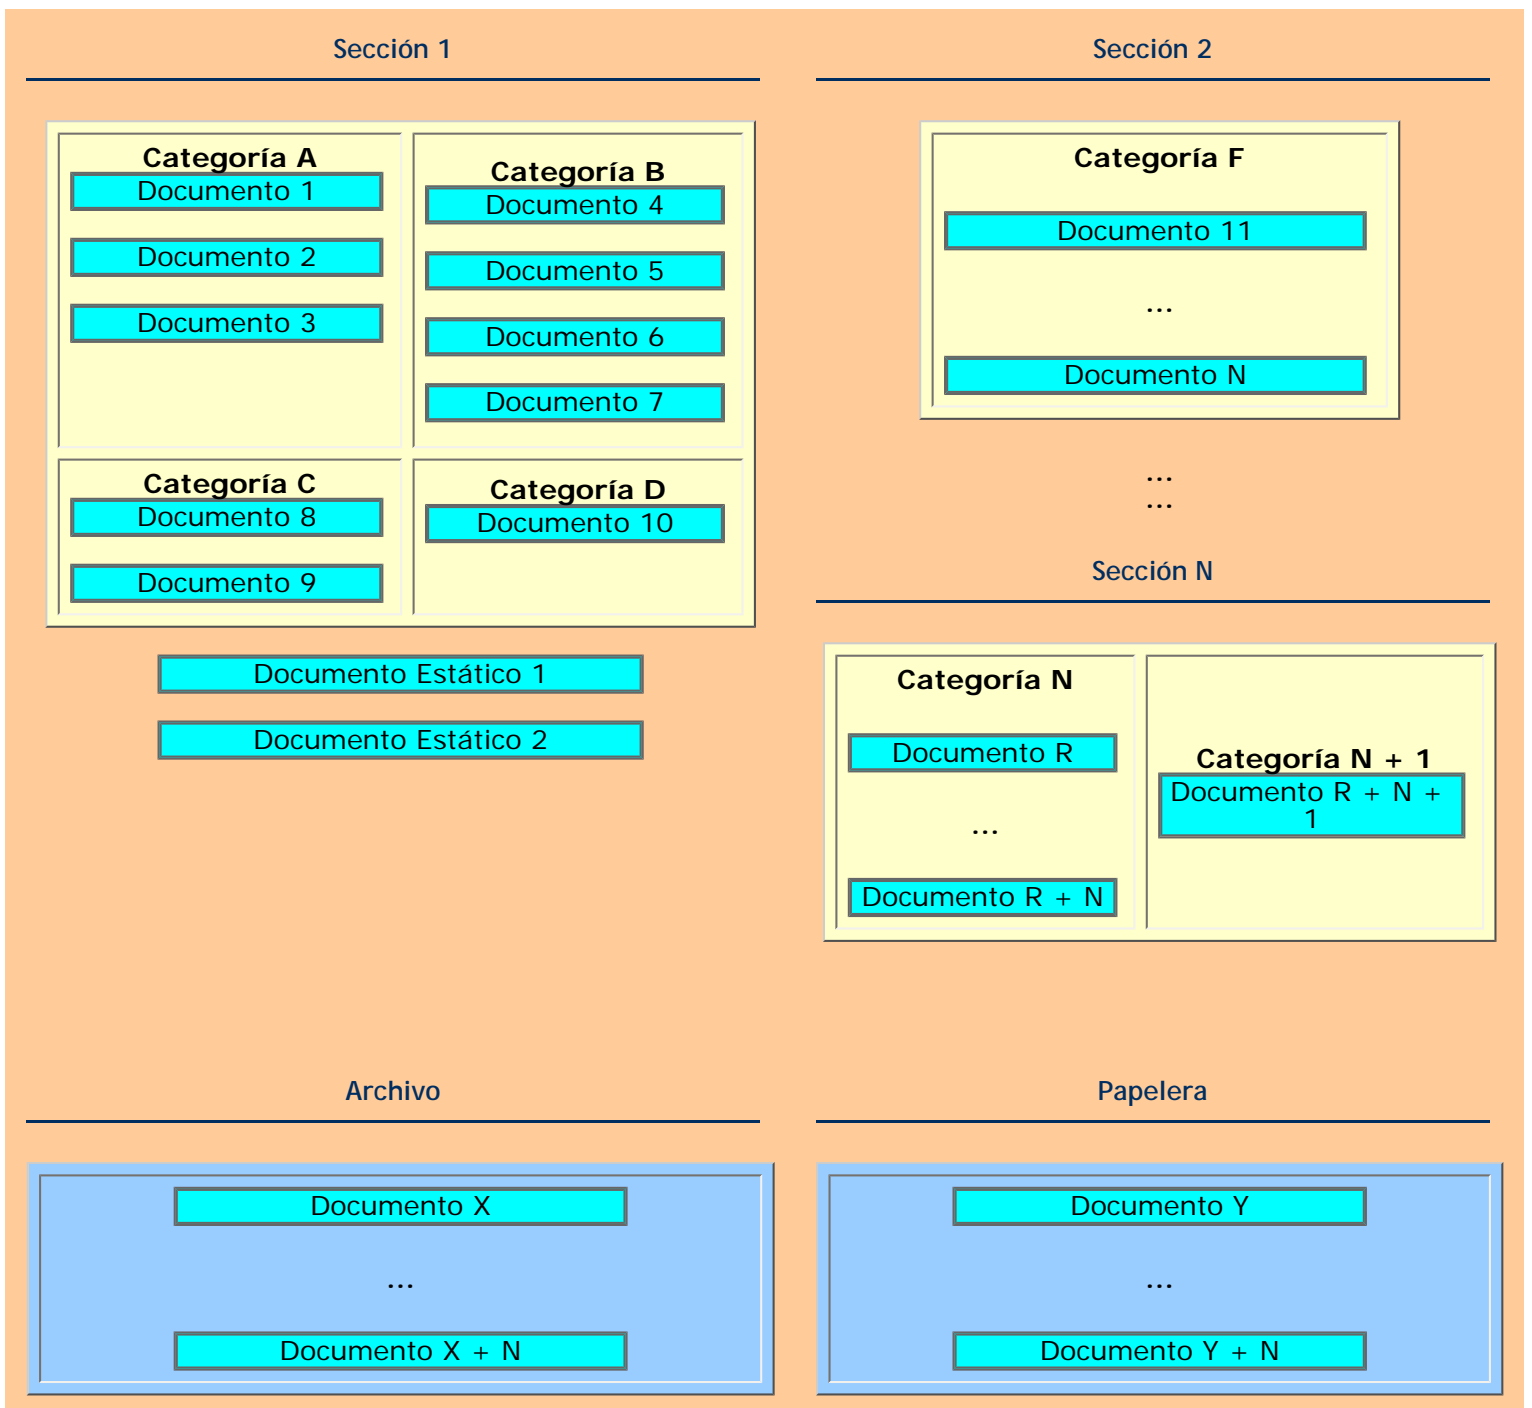 Sección 1
Categoría A
Documento 1
Documento 2
Documento 3
Categoría B
Documento 4
Documento 5
Documento 6
Documento 7
Categoría C
Documento 8
Documento 9
Categoría D
Documento 10
Documento Estático 1
Documento Estático 2
Sección 2
Categoría F
Documento 11
...
Documento N
...
...
Sección N
Categoría N
Documento R
...
Documento R + N
Categoría N + 1
Documento R + N +
1
Archivo
Documento X
...
Documento X + N
Papelera
Documento Y
...
Documento Y + N